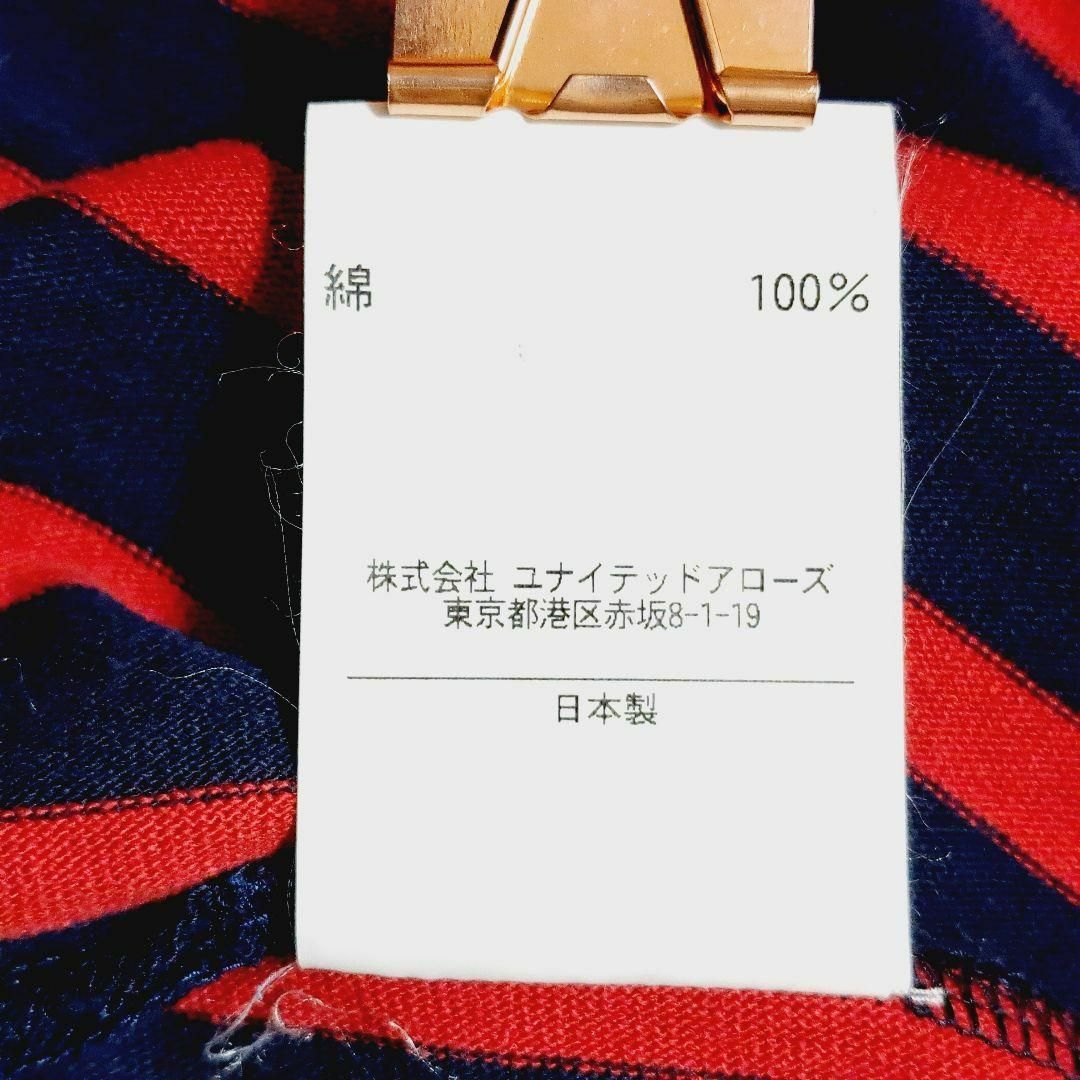 綿 100%
株式会社 ユナイテッドアローズ
東京都港区赤坂8-1-19
日本製